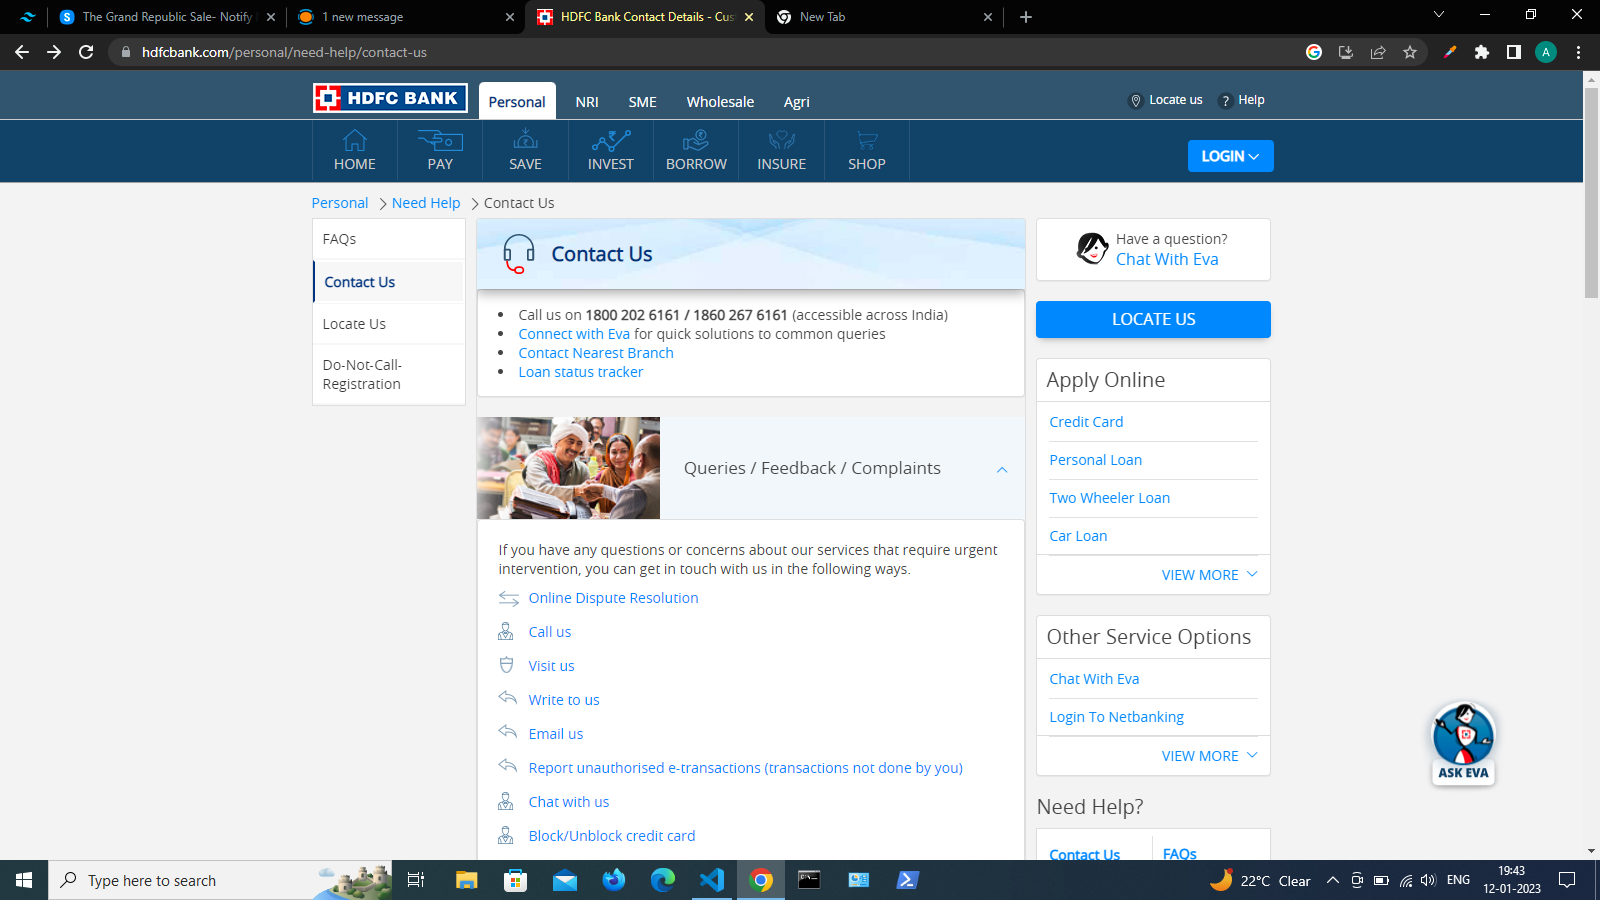 The Grand Republic Sale- Notify
1 new message
HDFC Bank Contact Details - Cus
New Tab
hdfcbank.com/personal/need-help/contact-us
A
HDFC BANK
Personal
NRI
SME
Wholesale
Agri
Locate us
? Help
HOME
PAY
SAVE
INVEST
BORROW
INSURE
SHOP
LOGIN
Personal
Need Help
Contact Us
FAQs
Contact Us
Locate Us
Do-Not-Call-
Registration
Contact Us
Call us on 1800 202 6161 / 1860 267 6161 (accessible across India)
Connect with Eva for quick solutions to common queries
Contact Nearest Branch
Loan status tracker
Queries / Feedback / Complaints
If you have any questions or concerns about our services that require urgent
intervention, you can get in touch with us in the following ways.
Online Dispute Resolution
Call us
Visit us
Write to us
Email us
Report unauthorised e-transactions (transactions not done by you)
Chat with us
Block/Unblock credit card
Have a question?
Chat With Eva
LOCATE US
Apply Online
Credit Card
Personal Loan
Two Wheeler Loan
Car Loan
VIEW MORE
Other Service Options
Chat With Eva
Login To Netbanking
VIEW MORE
Need Help?
Contact Us
FAQs
ASK EVA
Type here to search
22°C Clear
ENG
19:43
12-01-2023